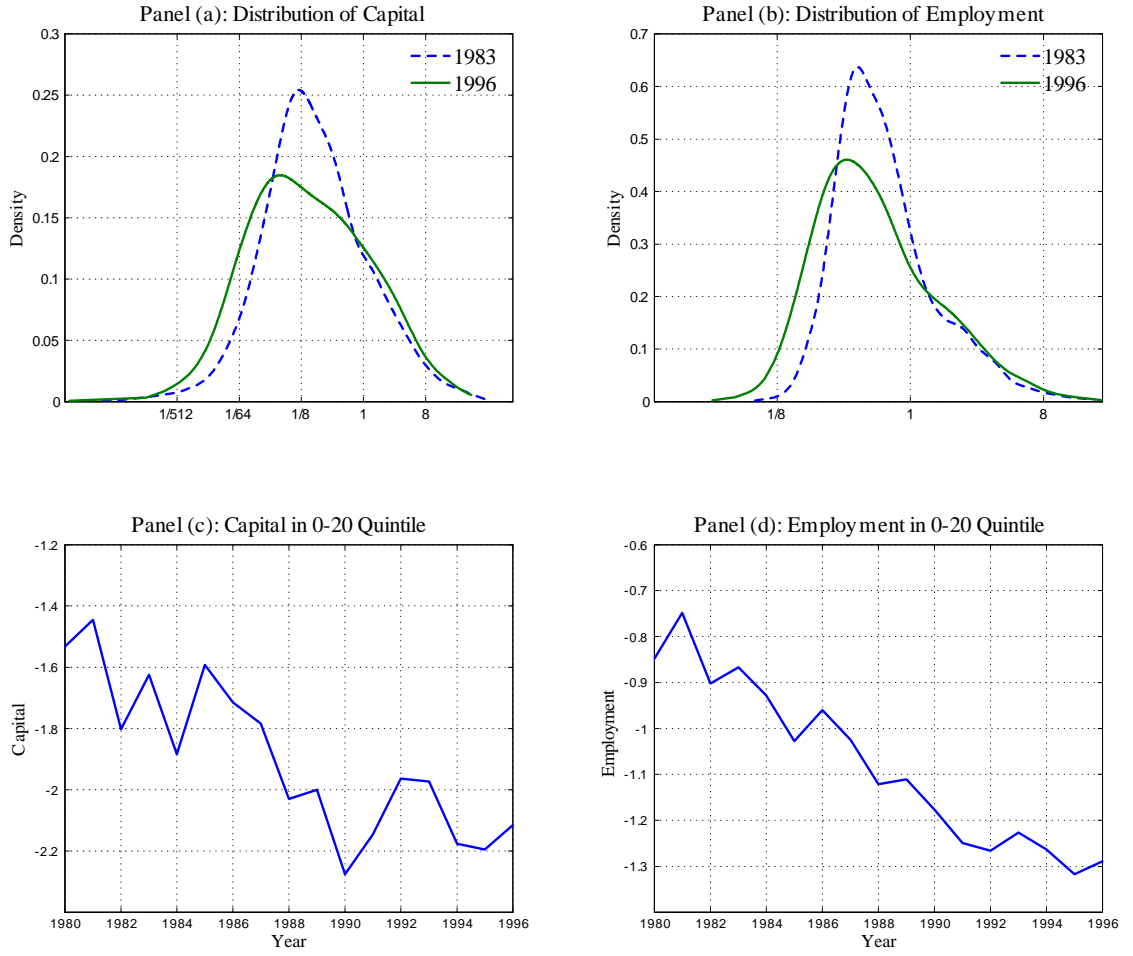 Panel (a): Distribution of Capital
0.3
0.25
0.2
0.15
0.1
0.05
0
Density
1983
1996
1/512 1/64 1/8 1 8
Panel (b): Distribution of Employment
0.7
0.6
0.5
0.4
0.3
0.2
0.1
0
Density
1983
1996
1/8 1 8
Panel (c): Capital in 0-20 Quintile
-1.2
-1.4
-1.6
-1.8
-2
-2.2
Capital
1980 1982 1984 1986 1988 1990 1992 1994 1996
Year
Panel (d): Employment in 0-20 Quintile
-0.6
-0.7
-0.8
-0.9
-1
-1.1
-1.2
-1.3
Employment
1980 1982 1984 1986 1988 1990 1992 1994 1996
Year